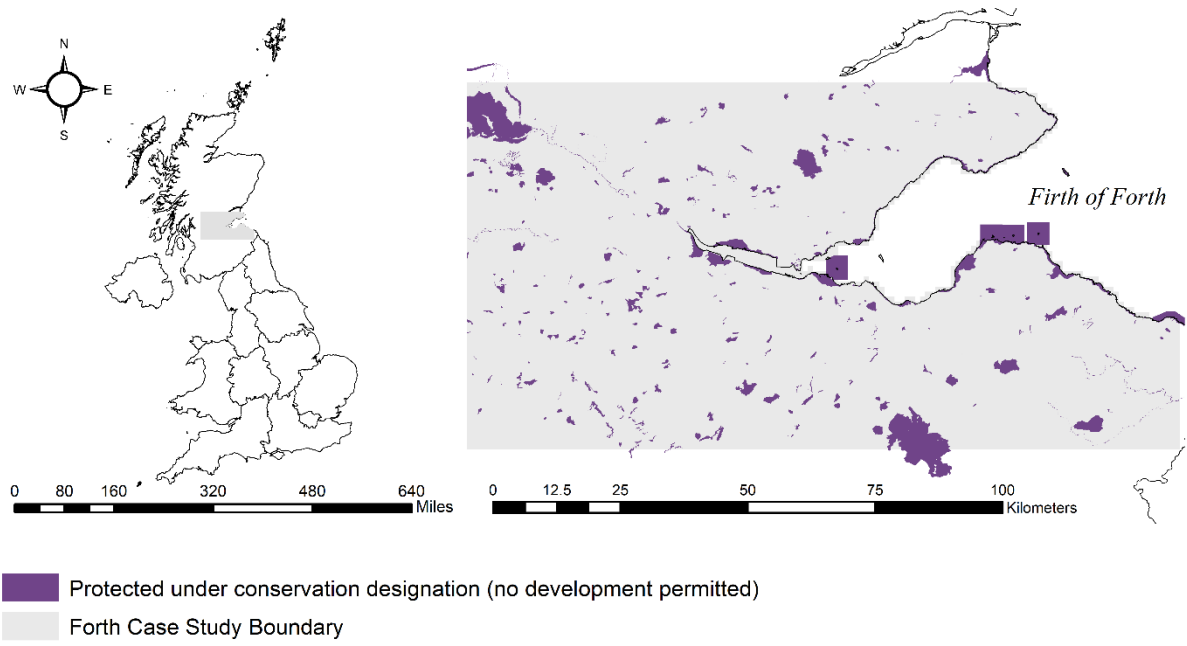 N
W E
S
Firth of Forth
0 80 160 320 480 640
Miles
0 12.5 25 50 75 100
Kilometers
Protected under conservation designation (no development permitted)
Forth Case Study Boundary